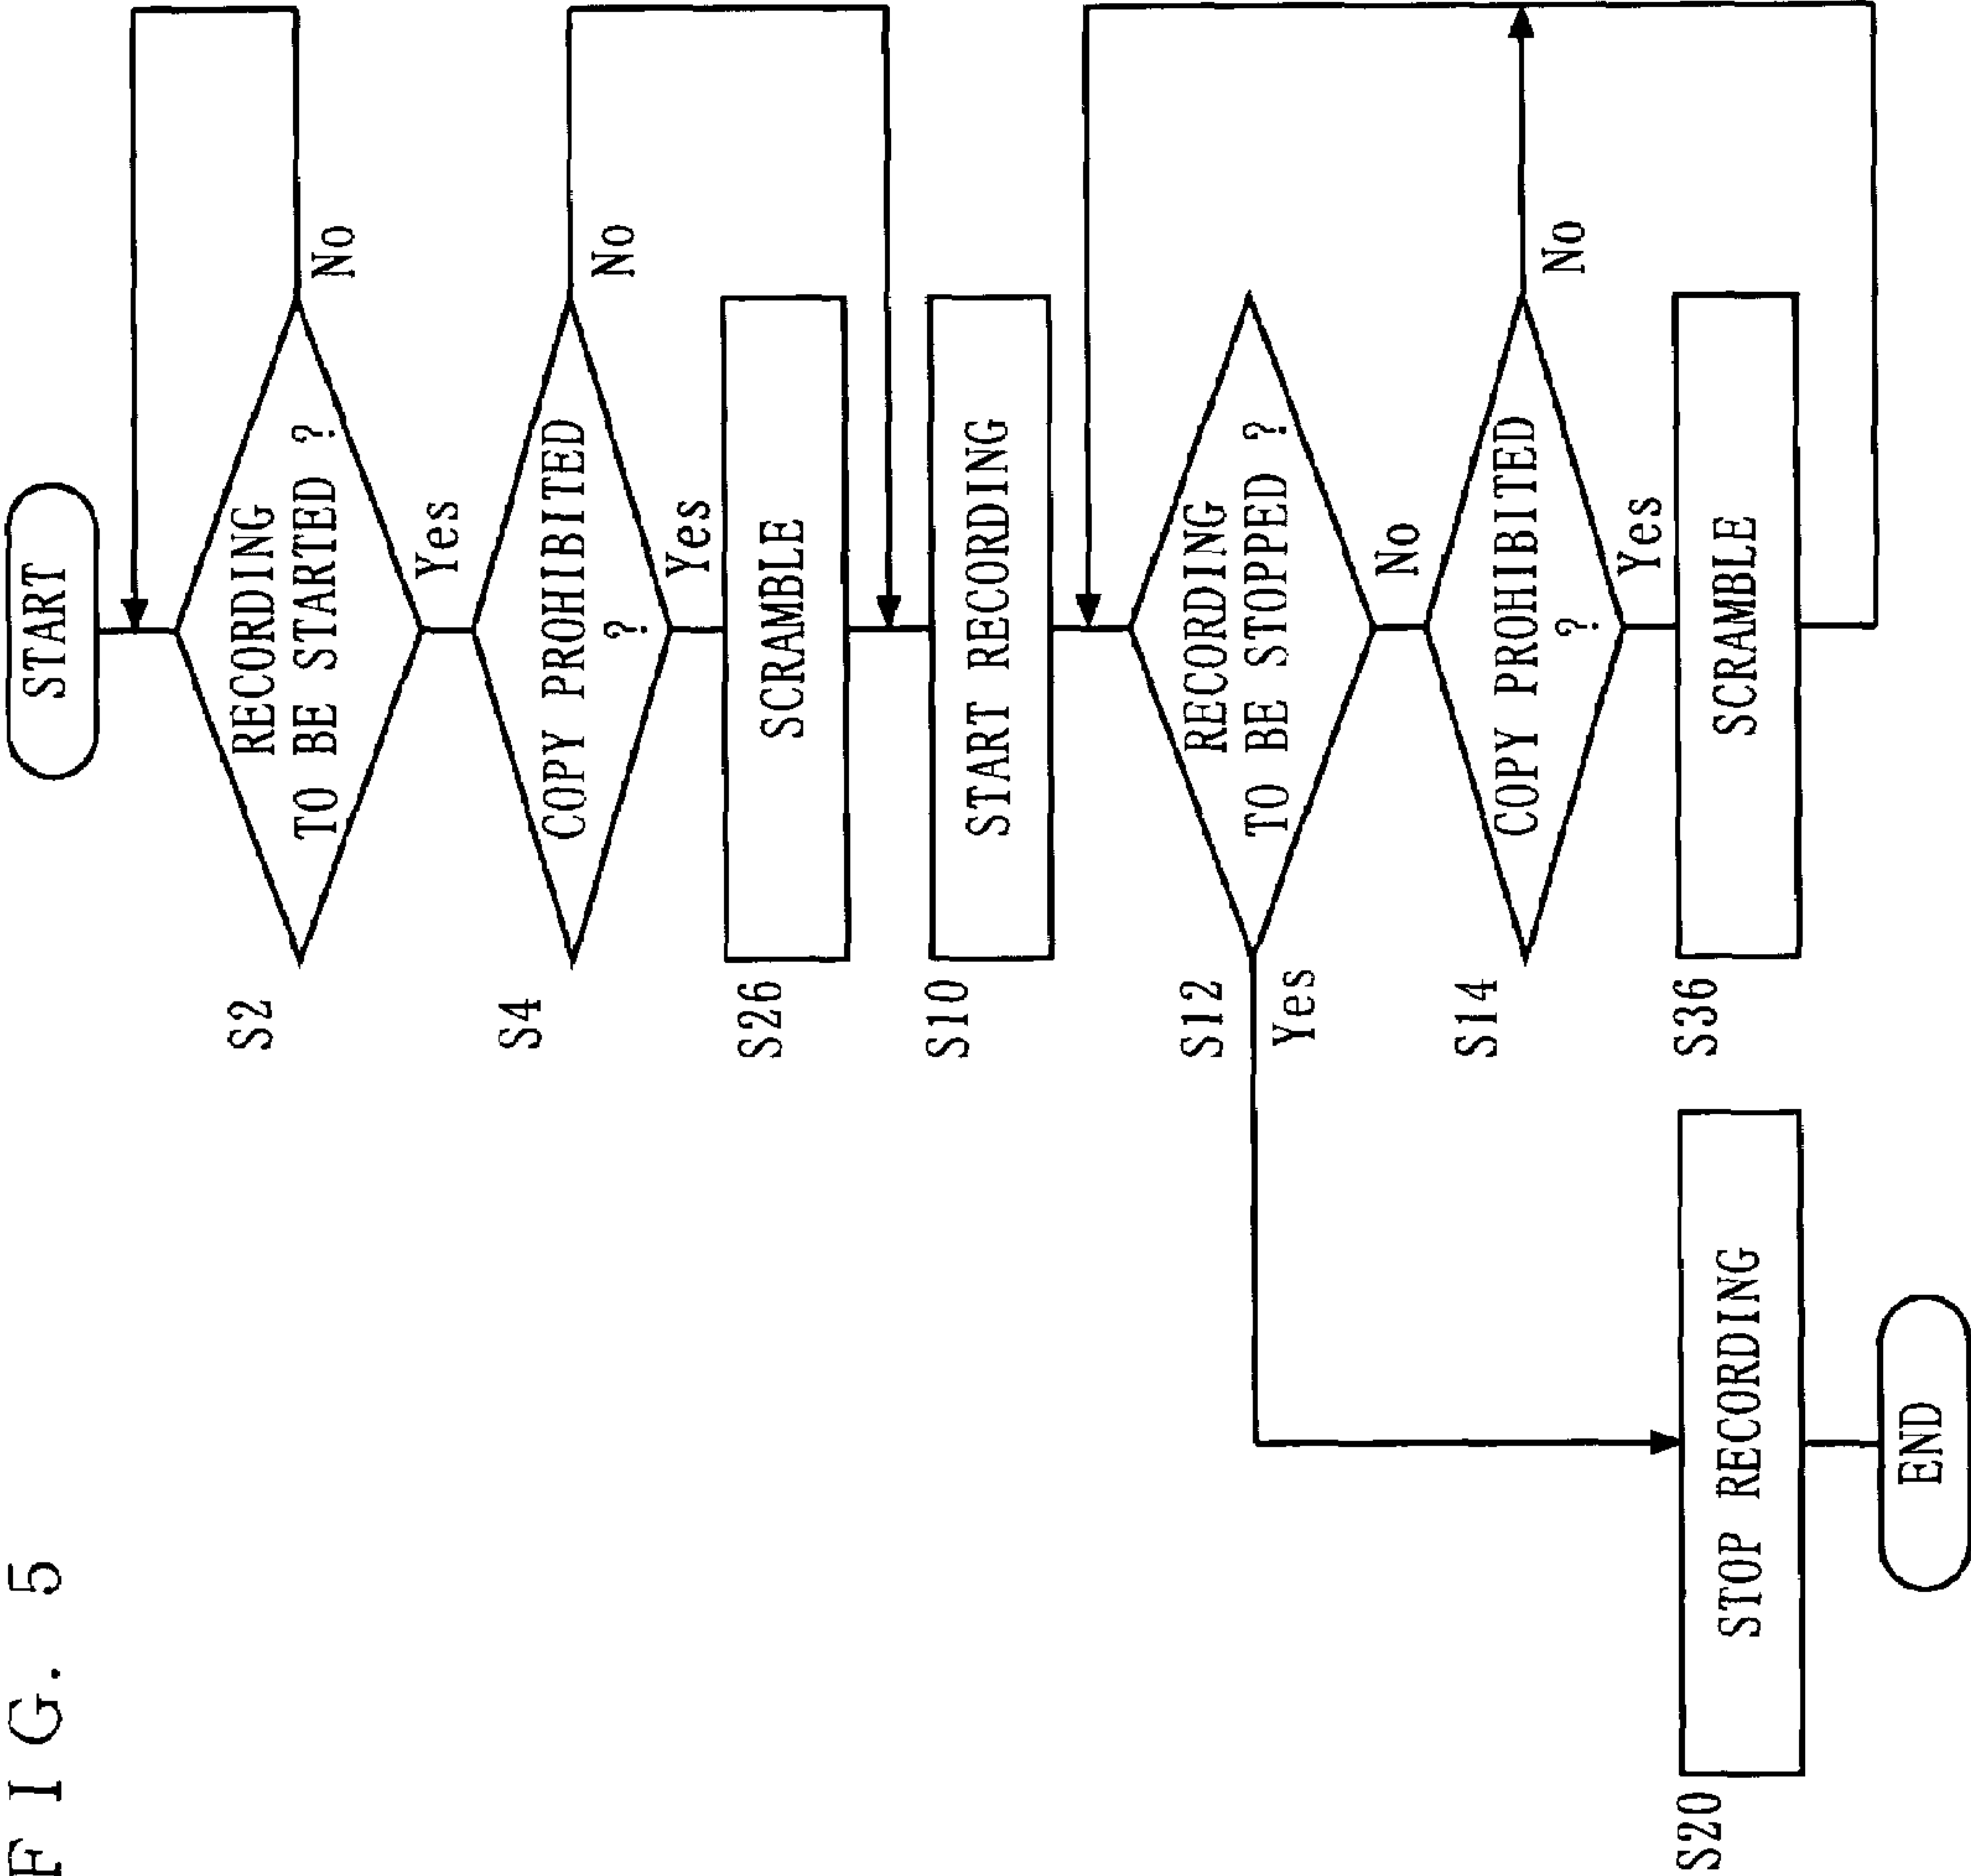 FIG. 5
START
S2
RECORDING
TO BE STARTED ?
No
Yes
S4
COPY PROHIBITED
?
No
Yes
S26
SCRAMBLE
S10
START RECORDING
S12
RECORDING
TO BE STOPPED ?
Yes
No
S14
COPY PROHIBITED
?
No
Yes
S36
SCRAMBLE
S20
STOP RECORDING
END